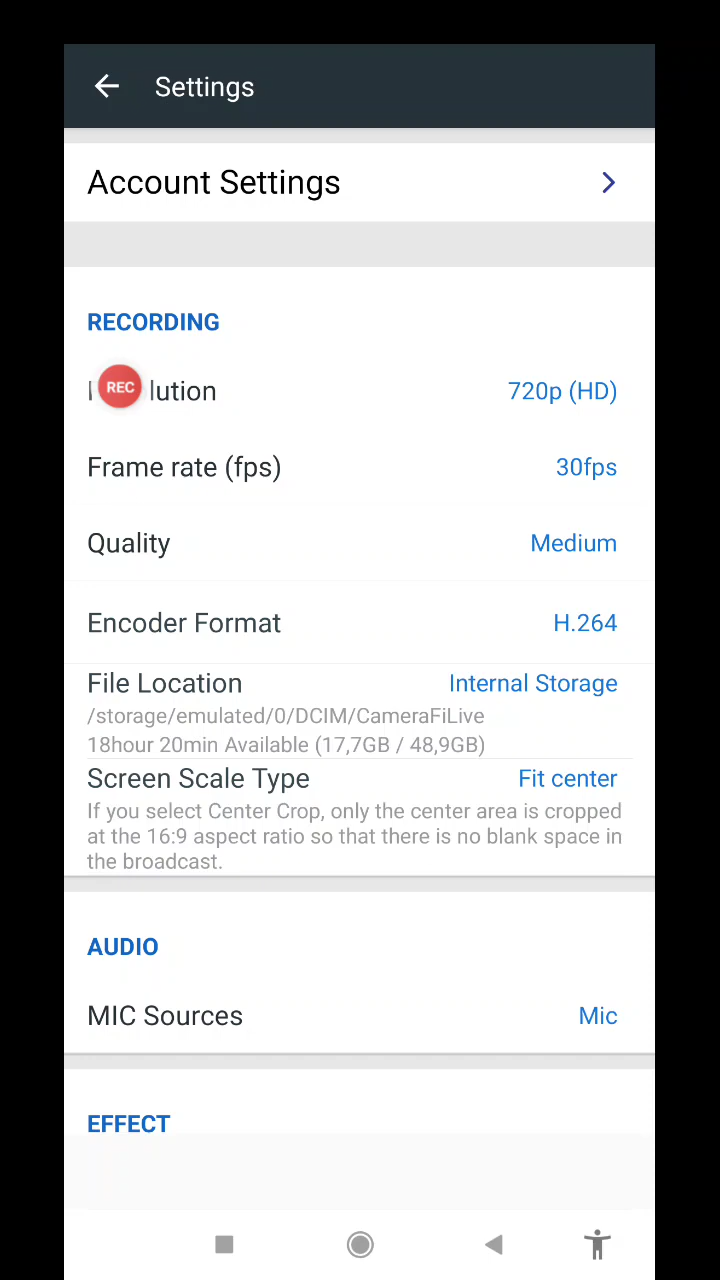 Settings
Account Settings
RECORDING
REC lution 720p (HD)
Frame rate (fps) 30fps
Quality Medium
Encoder Format H.264
File Location Internal Storage
/storage/emulated/0/DCIM/CameraFiLive
18hour 20min Available (17,7GB / 48,9GB)
Screen Scale Type Fit center
If you select Center Crop, only the center area is cropped
at the 16:9 aspect ratio so that there is no blank space in
the broadcast.
AUDIO
MIC Sources Mic
EFFECT